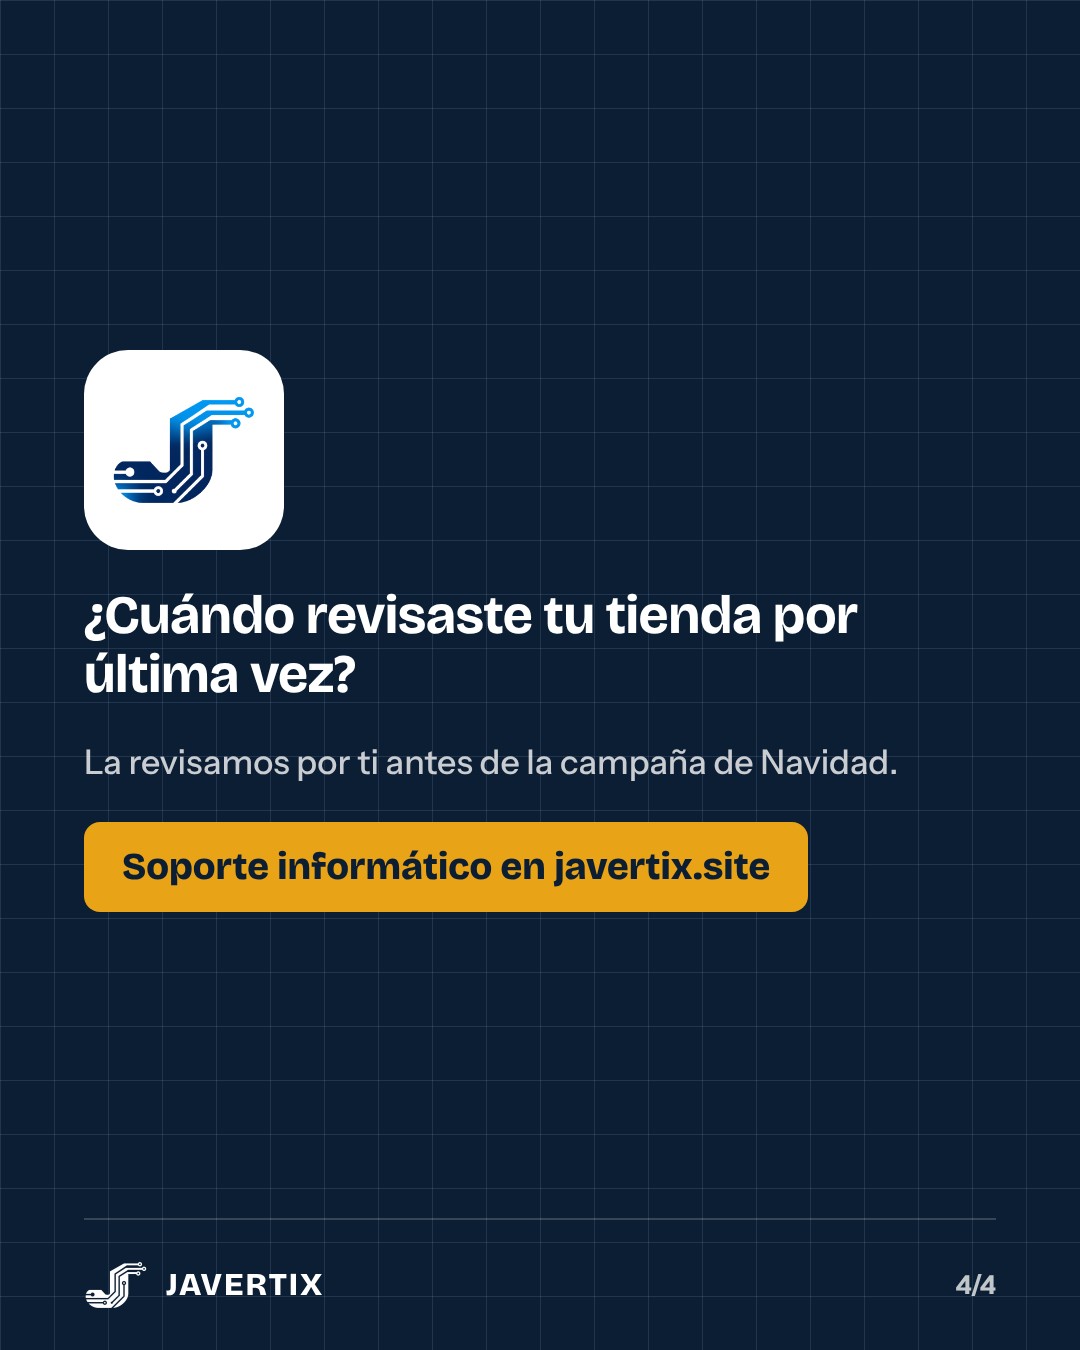 ¿Cuándo revisaste tu tienda por
última vez?
La revisamos por ti antes de la campaña de Navidad.
Soporte informático en javertix.site
JAVERTIX
4/4